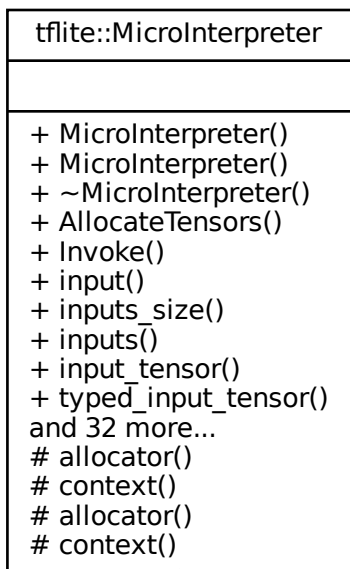 tflite::MicroInterpreter
+ MicroInterpreter()
+ MicroInterpreter()
+ ~MicroInterpreter()
+ AllocateTensors()
+ Invoke()
+ input()
+ inputs_size()
+ inputs()
+ input_tensor()
+ typed_input_tensor()
and 32 more...
# allocator()
# context()
# allocator()
# context()